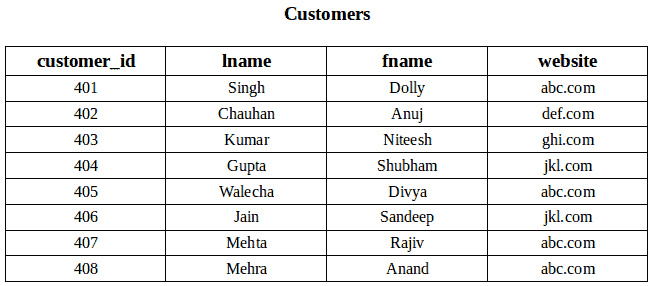 Customers
customer_id lname fname website
401 Singh Dolly abc.com
402 Chauhan Anuj def.com
403 Kumar Niteesh ghi.com
404 Gupta Shubham jkl.com
405 Walecha Divya abc.com
406 Jain Sandeep jkl.com
407 Mehta Rajiv abc.com
408 Mehra Anand abc.com